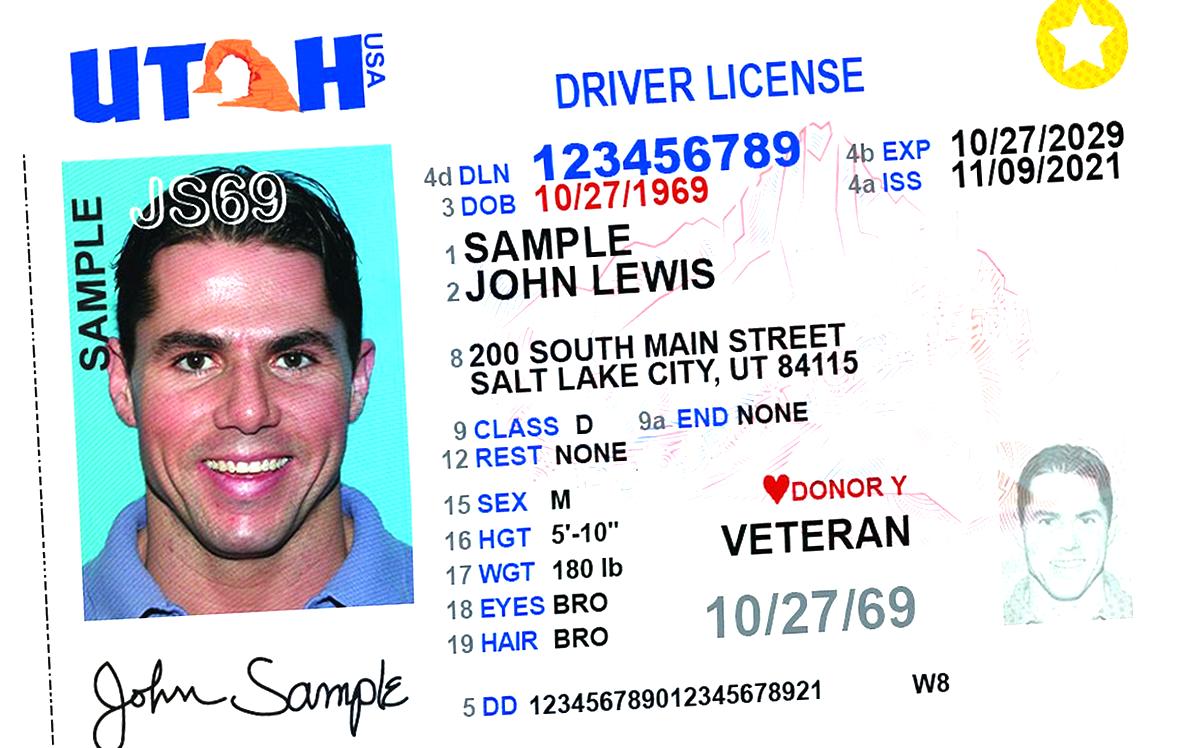 UTAH USA
DRIVER LICENSE
4d DLN 123456789
3 DOB 10/27/1969
4b EXP 10/27/2029
4a ISS 11/09/2021
SAMPLE
JS69
1 SAMPLE
2 JOHN LEWIS
8 200 SOUTH MAIN STREET
SALT LAKE CITY, UT 84115
9 CLASS D 9a END NONE
12 REST NONE
15 SEX M
16 HGT 5'-10"
17 WGT 180 lb
18 EYES BRO
19 HAIR BRO
DONOR Y
VETERAN
10/27/69
John Sample
5 DD 123456789012345678921
W8